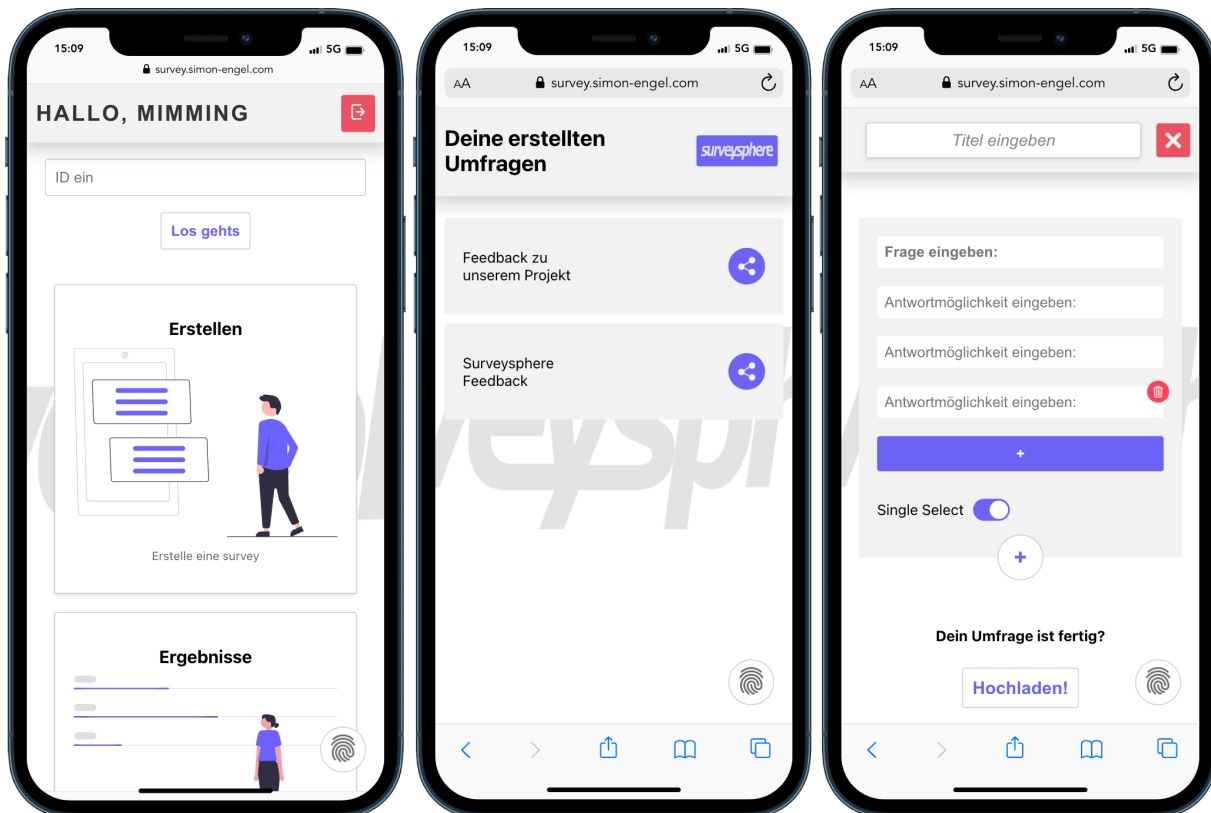 15:09
5G
survey.simon-engel.com
HALLO, MIMMING
ID ein
Los gehts
Erstellen
Erstelle eine survey
Ergebnisse
15:09
5G
AA
survey.simon-engel.com
Deine erstellten
Umfragen
surveysphere
Feedback zu
unserem Projekt
Surveysphere
Feedback
15:09
5G
AA
survey.simon-engel.com
Titel eingeben
Frage eingeben:
Antwortmöglichkeit eingeben:
Antwortmöglichkeit eingeben:
Antwortmöglichkeit eingeben:
+
Single Select
+
Dein Umfrage ist fertig?
Hochladen!